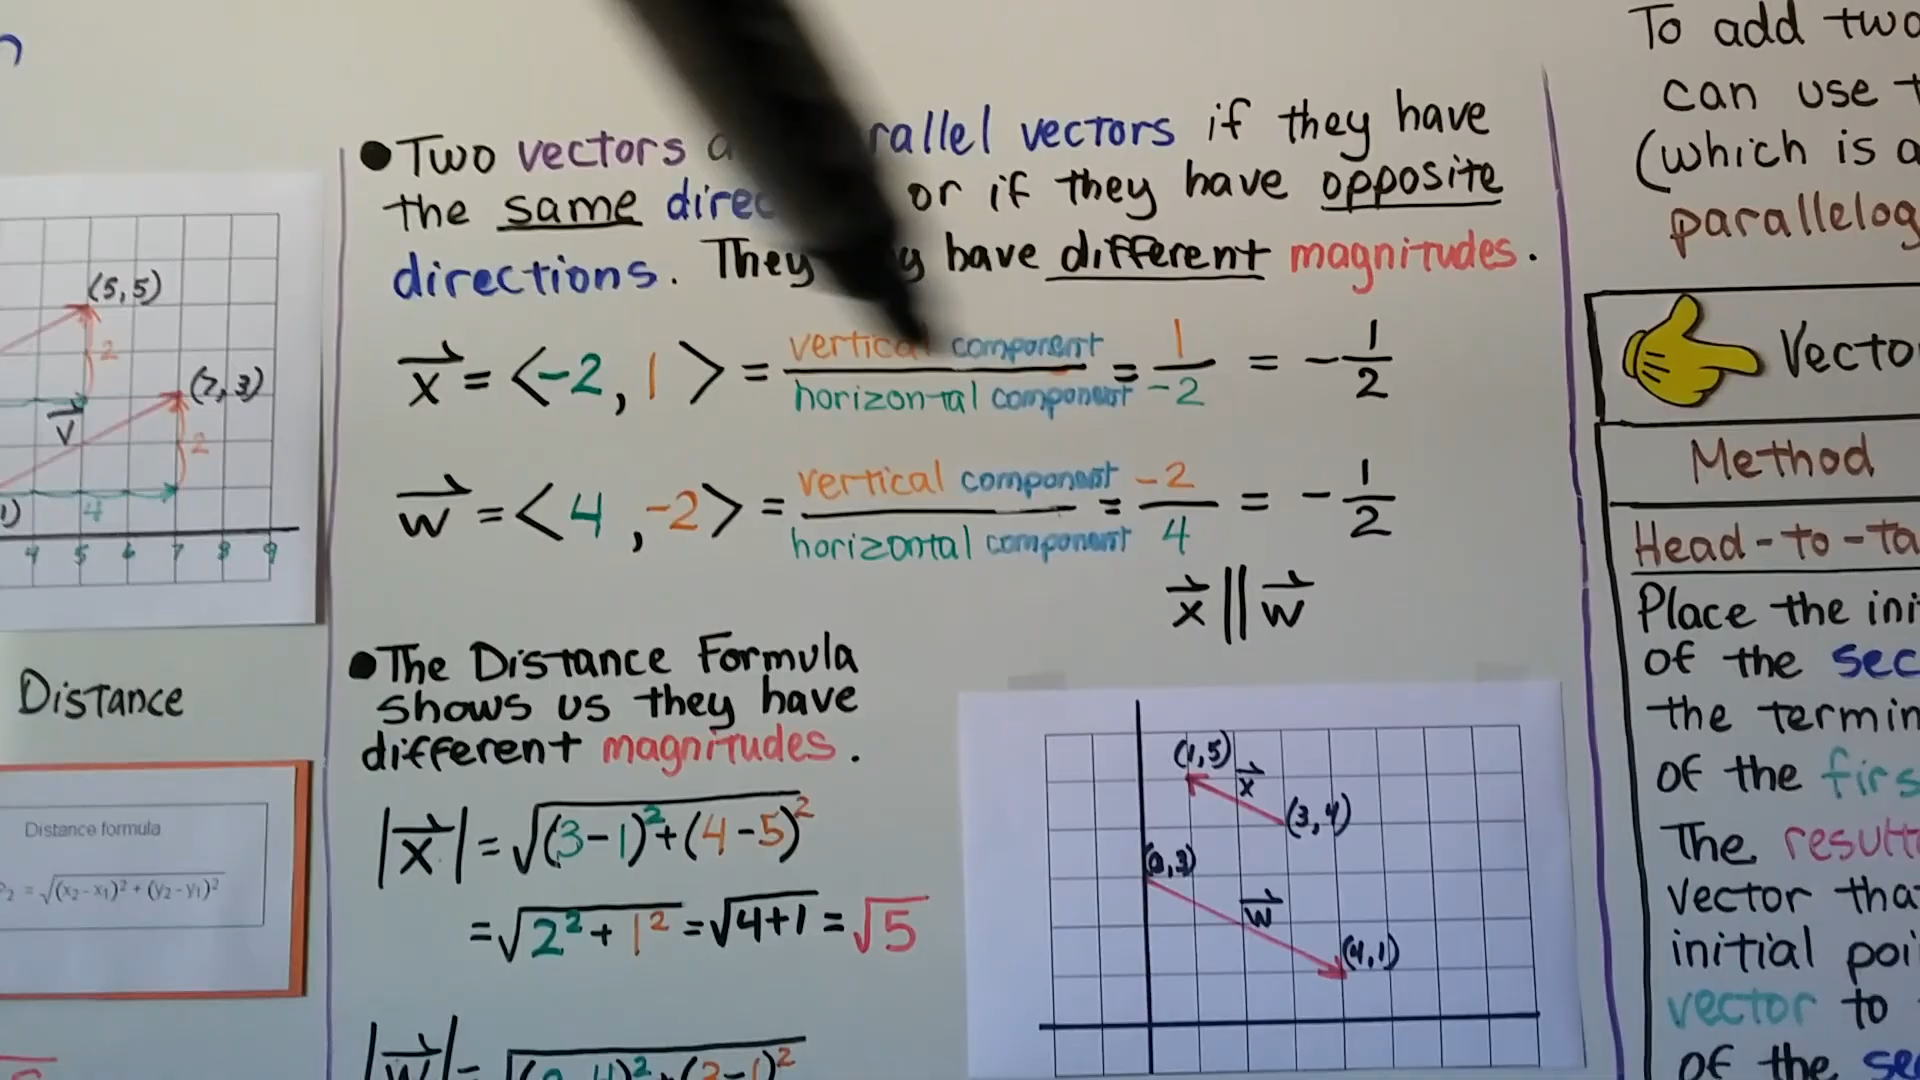 (5,5)
2
(7,3)
V
2
4
4 5 6 7 8 9
Distance
Distance formula
= √(x₂-x₁)² + (y₂-y₁)²
•Two vectors rallel vectors if they have
the same or if they have opposite
directions. They have different magnitudes.
x = <-2, 1> = vertical component / horizontal component = 1/-2 = -1/2
w = <4, -2> = vertical component / horizontal component = -2/4 = -1/2
x || w
•The Distance Formula
shows us they have
different magnitudes.
|x| = √(3-1)²+(4-5)²
= √2²+1² = √4+1 = √5
|w| =
(1,5)
x
(3,4)
(0,3)
w
(4,1)
To add two
can use
(which is a
Vecto
Method
Head-to-ta
Place the ini
of the sec
the termin
of the firs
The result
vector tha
initial poi
vector to
of the se